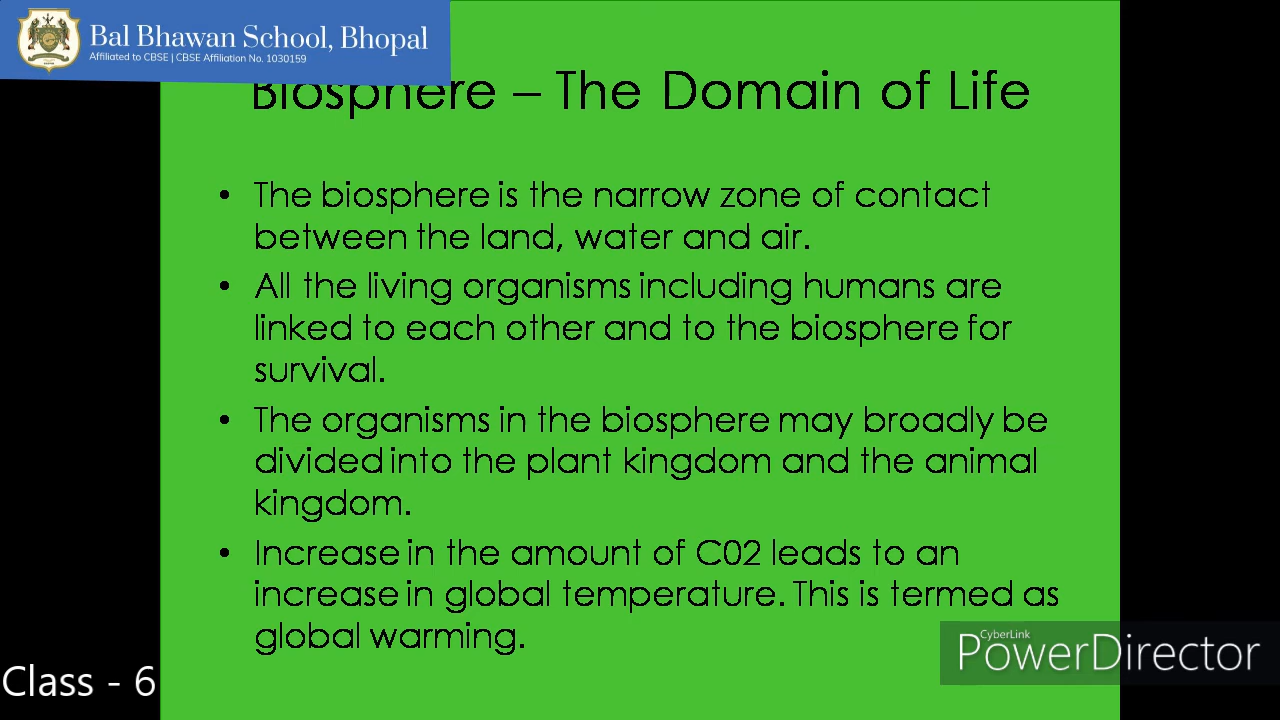 Bal Bhawan School, Bhopal
Affiliated to CBSE | CBSE Affiliation No. 1030159
Biosphere – The Domain of Life
• The biosphere is the narrow zone of contact
between the land, water and air.
• All the living organisms including humans are
linked to each other and to the biosphere for
survival.
• The organisms in the biosphere may broadly be
divided into the plant kingdom and the animal
kingdom.
• Increase in the amount of C02 leads to an
increase in global temperature. This is termed as
global warming.
CyberLink
PowerDirector
Class - 6